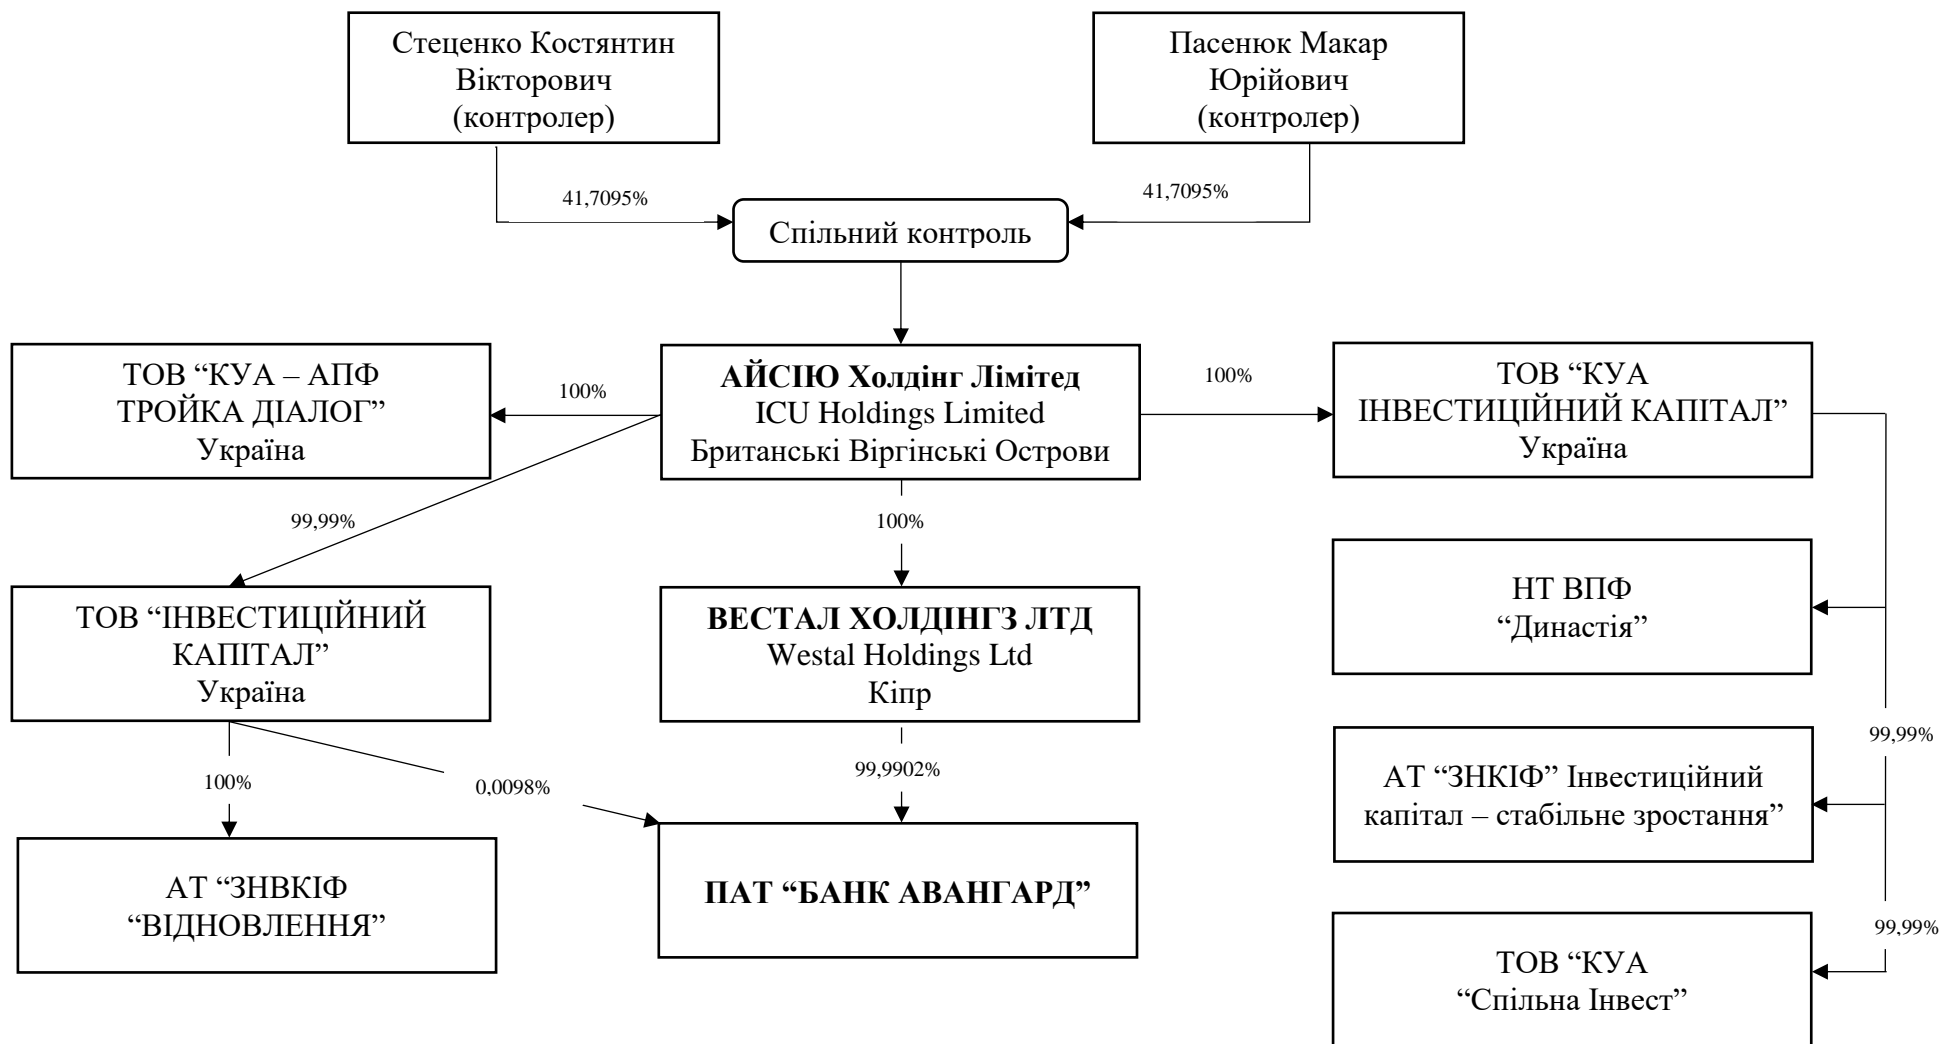 Стеценко Костянтин
Вікторович
(контролер)
Пасенюк Макар
Юрійович
(контролер)
41,7095%
41,7095%
Спільний контроль
ТОВ “КУА – АПФ
ТРОЙКА ДІАЛОГ”
Україна
100%
АЙСІЮ Холдінг Лімітед
ICU Holdings Limited
Британські Віргінські Острови
100%
ТОВ “КУА
ІНВЕСТИЦІЙНИЙ КАПІТАЛ”
Україна
99,99%
100%
ТОВ “ІНВЕСТИЦІЙНИЙ
КАПІТАЛ”
Україна
ВЕСТАЛ ХОЛДІНГЗ ЛТД
Westal Holdings Ltd
Кіпр
НТ ВПФ
“Династія”
99,99%
100%
0,0098%
99,9902%
АТ “ЗНКІФ” Інвестиційний
капітал – стабільне зростання”
АТ “ЗНВКІФ
“ВІДНОВЛЕННЯ”
ПАТ “БАНК АВАНГАРД”
99,99%
ТОВ “КУА
“Спільна Інвест”